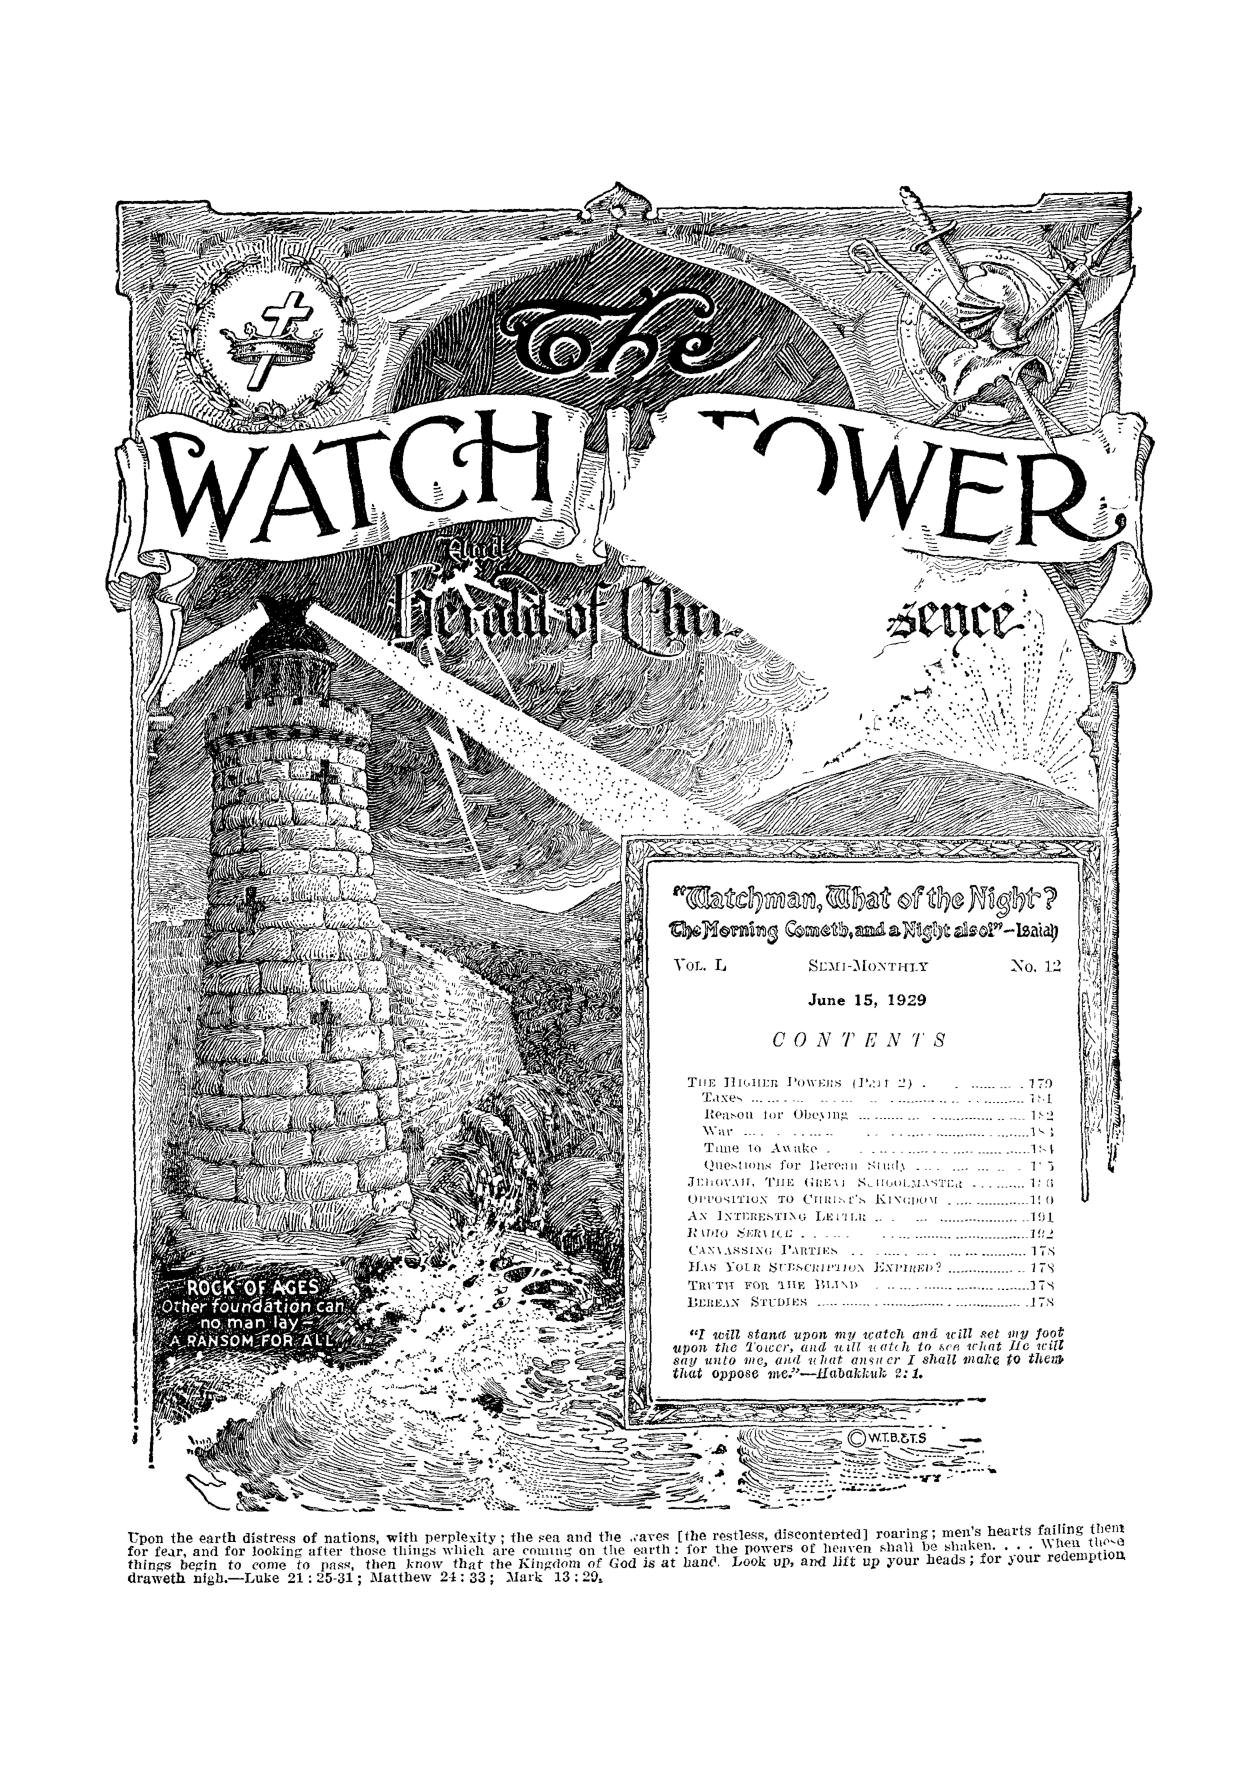 The
WATCH TOWER
And
Herald of
"Watchman, What of the Night?
The Morning Cometh, and a Night also!"—Isaiah
VOL. L SEMI-MONTHLY No. 12
June 15, 1929
CONTENTS
THE HIGHER POWERS (Part 2) 179
Taxes
Reason for Obeying 182
War
Time to Awake
Questions for Berean Study
JEHOVAH, THE GREAT SCHOOLMASTER
OPPOSITION TO CHRIST'S KINGDOM
AN INTERESTING LETTER 191
RADIO SERVICE 192
CANVASSING PARTIES 178
HAS YOUR SUBSCRIPTION EXPIRED? 178
TRUTH FOR THE BLIND 178
BEREAN STUDIES 178
"I will stand upon my watch and will set my foot
upon the Tower, and will watch to see what He will
say unto me, and what answer I shall make to them
that oppose me."—Habakkuk 2:1.
ROCK OF AGES
Other foundation can
no man lay—
A RANSOM FOR ALL
© W.T.B.&T.S
Upon the earth distress of nations, with perplexity; the sea and the [the restless, discontented] roaring; men's hearts failing them
for fear, and for looking after those things which are coming on the earth: for the powers of heaven shall be shaken. . . . When these
things begin to come to pass, then know that the Kingdom of God is at hand. Look up, and lift up your heads; for your redemption
draweth nigh.—Luke 21:25-31; Matthew 24:33; Mark 13:29.